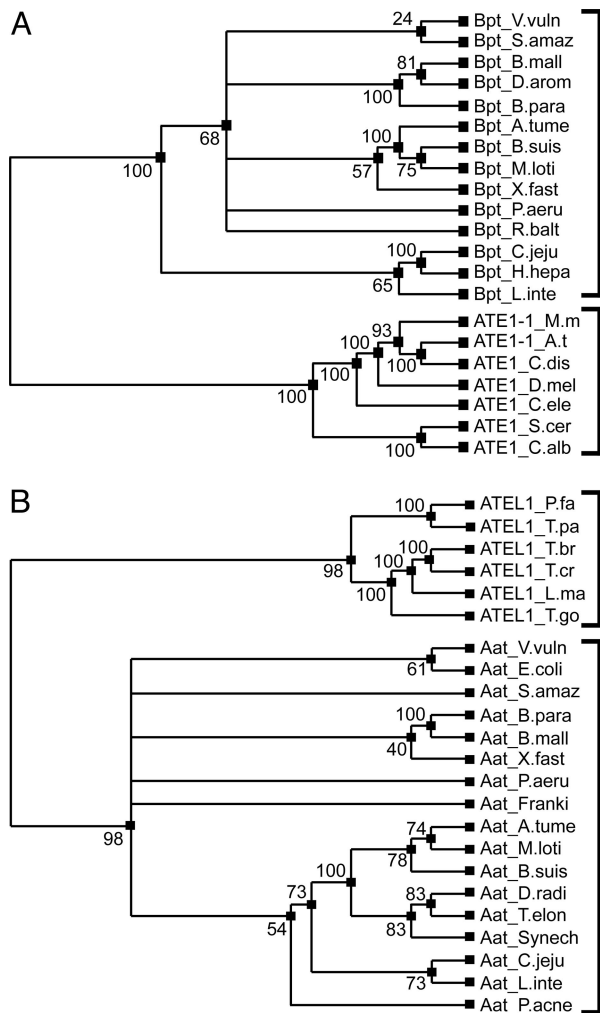 A
24
Bpt_V.vuln
Bpt_S.amaz
81
Bpt_B.mall
Bpt_D.arom
100
Bpt_B.para
68
100
Bpt_A.tume
100
Bpt_B.suis
57
75
Bpt_M.loti
Bpt_X.fast
Bpt_P.aeru
Bpt_R.balt
100
Bpt_C.jeju
Bpt_H.hepa
65
Bpt_L.inte
93
ATE1-1_M.m
100
ATE1-1_A.t
100
100
ATE1_C.dis
100
ATE1_D.mel
ATE1_C.ele
ATE1_S.cer
100
ATE1_C.alb
B
100
ATEL1_P.fa
ATEL1_T.pa
98
100
ATEL1_T.br
100
ATEL1_T.cr
100
ATEL1_L.ma
ATEL1_T.go
Aat_V.vuln
61
Aat_E.coli
Aat_S.amaz
100
Aat_B.para
Aat_B.mall
40
Aat_X.fast
Aat_P.aeru
Aat_Franki
98
74
Aat_A.tume
78
Aat_M.loti
100
Aat_B.suis
73
83
Aat_D.radi
Aat_T.elon
54
83
Aat_Synech
Aat_C.jeju
73
Aat_L.inte
Aat_P.acne